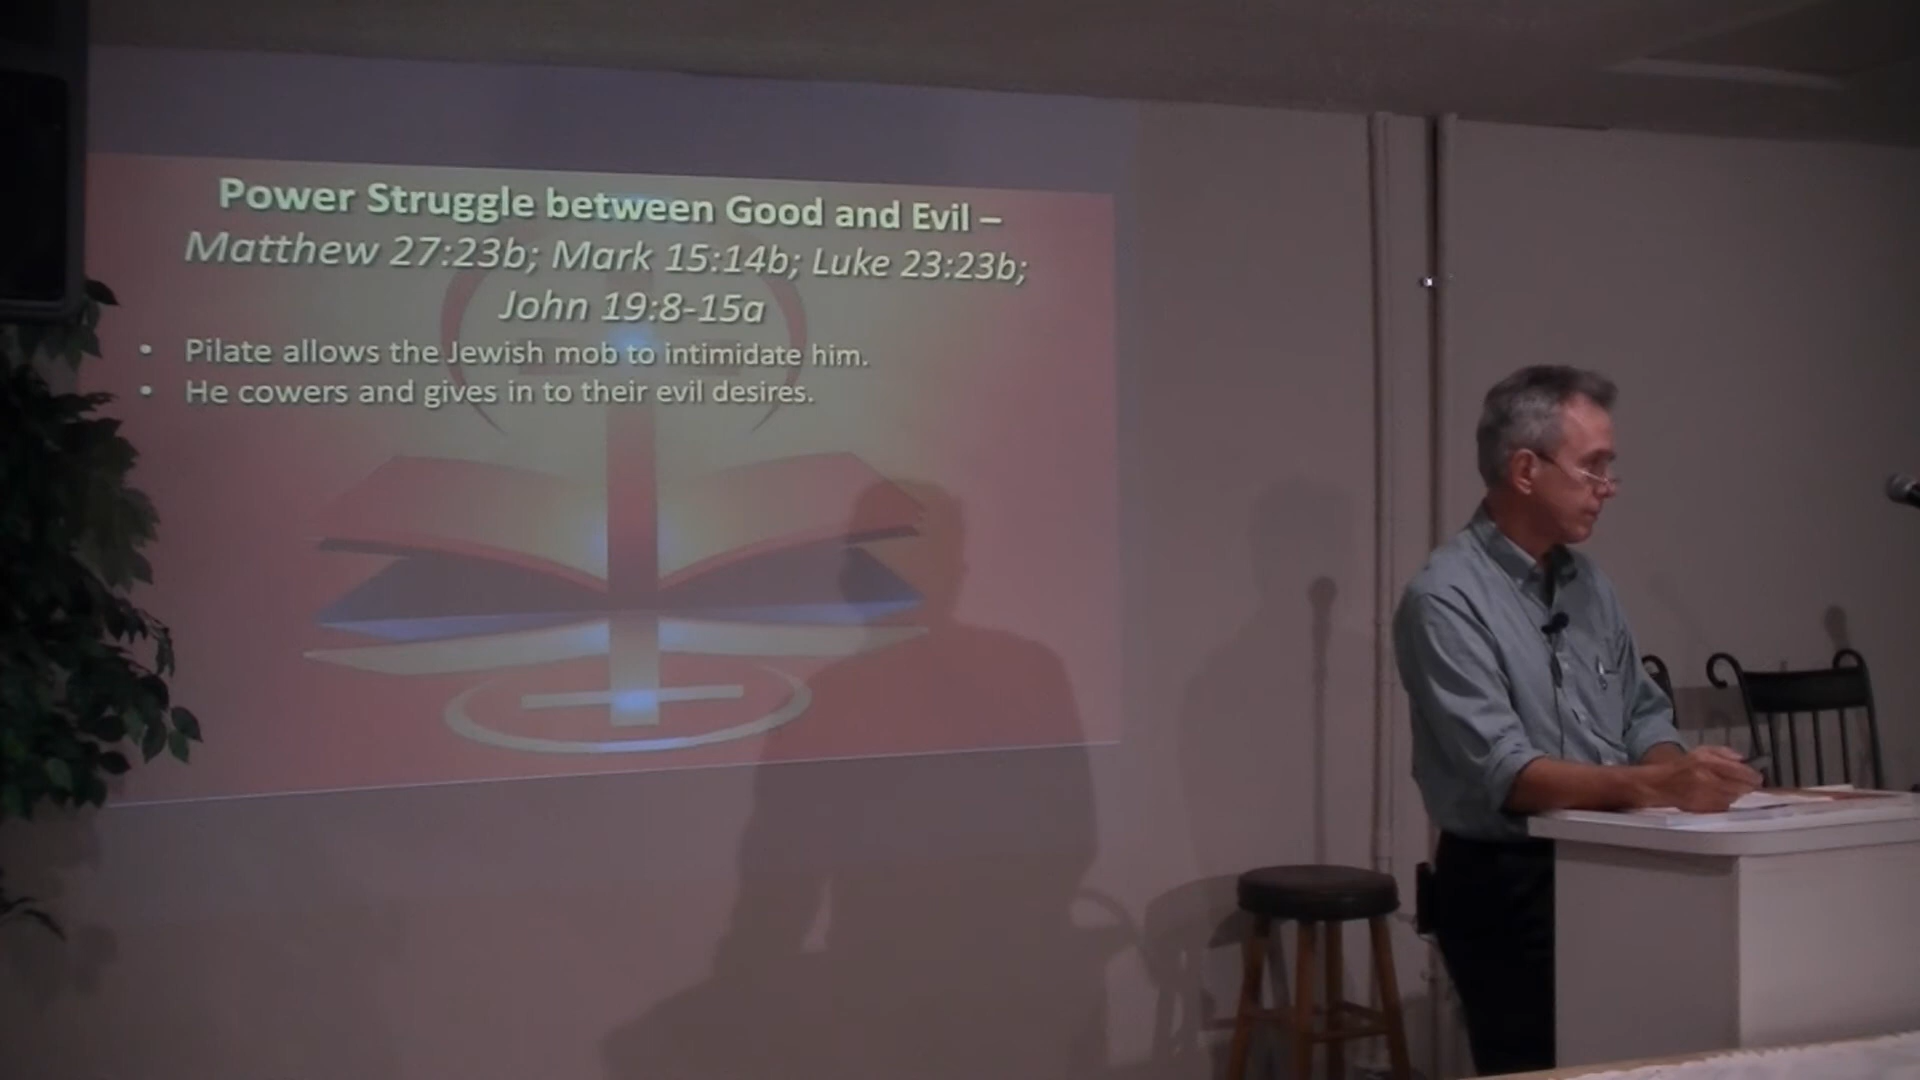 Power Struggle between Good and Evil –
Matthew 27:23b; Mark 15:14b; Luke 23:23b;
John 19:8-15a
• Pilate allows the Jewish mob to intimidate him.
• He cowers and gives in to their evil desires.